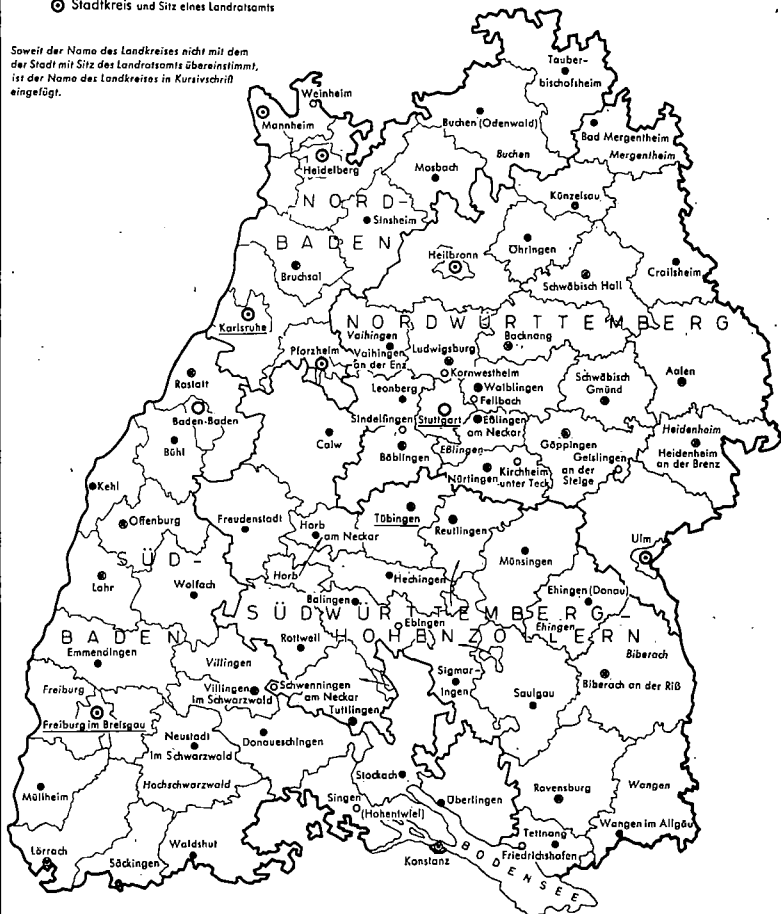 Stadtkreis und Sitz eines Landratsamts
Soweit der Name des Landkreises nicht mit dem
der Stadt mit Sitz des Landratsamts übereinstimmt,
ist der Name des Landkreises in Kursivschrift
eingefügt.
Tauber-
bischofsheim
Weinheim
Mannheim
Buchen (Odenwald)
Bad Mergentheim
Buchen
Mergentheim
Heidelberg
Mosbach
Künzelsau
NORD-
Sinsheim
BADEN
Öhringen
Heilbronn
Bruchsal
Crailsheim
Schwäbisch Hall
Karlsruhe
NORDWÜRTTEMBERG
Vaihingen
Backnang
Pforzheim
Vaihingen
an der Enz
Ludwigsburg
Kornwestheim
Rastatt
Leonberg
Waiblingen
Fellbach
Schwäbisch
Gmünd
Aalen
Baden-Baden
Sindelfingen
Stuttgart
Eßlingen
am Neckar
Heidenheim
Bühl
Calw
Böblingen
Eßlingen
Göppingen
Geislingen
an der
Steige
Heidenheim
an der Brenz
Kehl
Nürtingen
Kirchheim
unter Teck
Offenburg
Freudenstadt
Horb
am Neckar
Tübingen
Reutlingen
Ulm
SÜD-
Münsingen
Lahr
Wolfach
Horb
Hechingen
Ehingen (Donau)
Balingen
SÜDWÜRTTEMBERG-
Ebingen
Ehingen
BADEN
HOHENZOLLERN
Emmendingen
Rottweil
Villingen
Biberach
Freiburg
Villingen
im Schwarzwald
Schwenningen
am Neckar
Sigmar-
ingen
Biberach an der Riß
Saulgau
Freiburg im Breisgau
Tuttlingen
Neustadt
im Schwarzwald
Donaueschingen
Stockach
Müllheim
Hochschwarzwald
Ravensburg
Wangen
Singen
(Hohentwiel)
Überlingen
Wangen im Allgäu
Tettnang
Lörrach
Waldshut
Friedrichshafen
Säckingen
Konstanz
BODENSEE